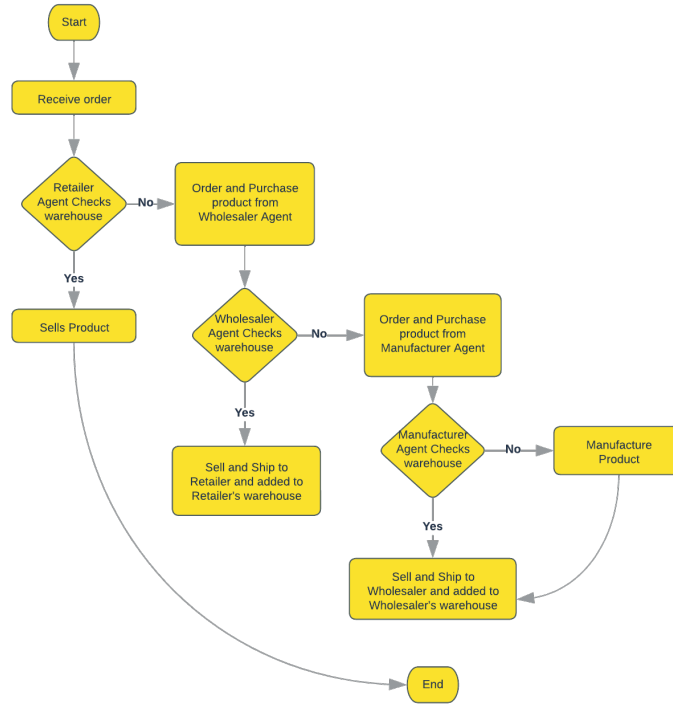 Start
Receive order
Retailer
Agent Checks
warehouse
No
Order and Purchase
product from
Wholesaler Agent
Yes
Sells Product
Wholesaler
Agent Checks
warehouse
No
Order and Purchase
product from
Manufacturer Agent
Yes
Sell and Ship to
Retailer and added to
Retailer's warehouse
Manufacturer
Agent Checks
warehouse
No
Manufacture
Product
Yes
Sell and Ship to
Wholesaler and added to
Wholesaler's warehouse
End